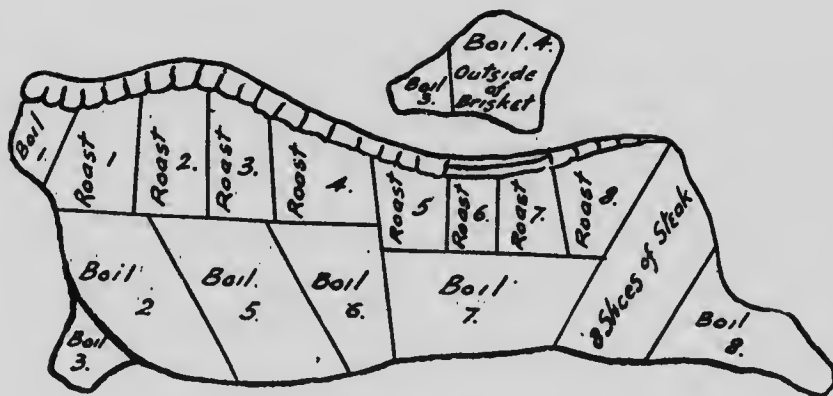 Boil. 4.
Outside
of
Brisket
Boil
3.
Boil
1
Roast 1
Roast 2.
Roast 3.
Roast 4.
Roast 5
Roast 6.
Roast 7.
Roast 8.
8 Slices of Steak
Boil
2
Boil.
5.
Boil
6.
Boil
7.
Boil
3.
Boil
8.